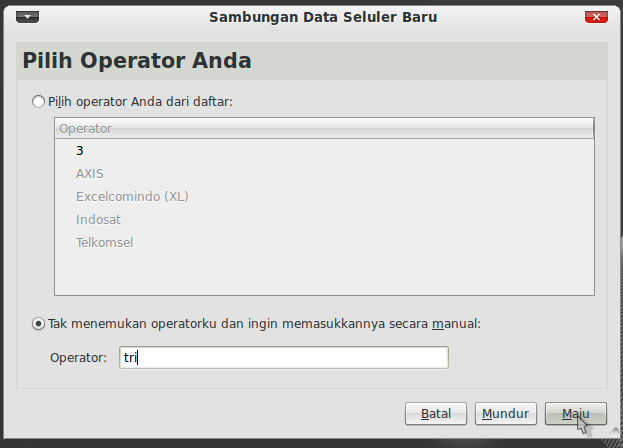 Sambungan Data Seluler Baru
Pilih Operator Anda
Pilih operator Anda dari daftar:
Operator
3
AXIS
Excelcomindo (XL)
Indosat
Telkomsel
Tak menemukan operatorku dan ingin memasukkannya secara manual:
Operator: tri
Batal Mundur Maju